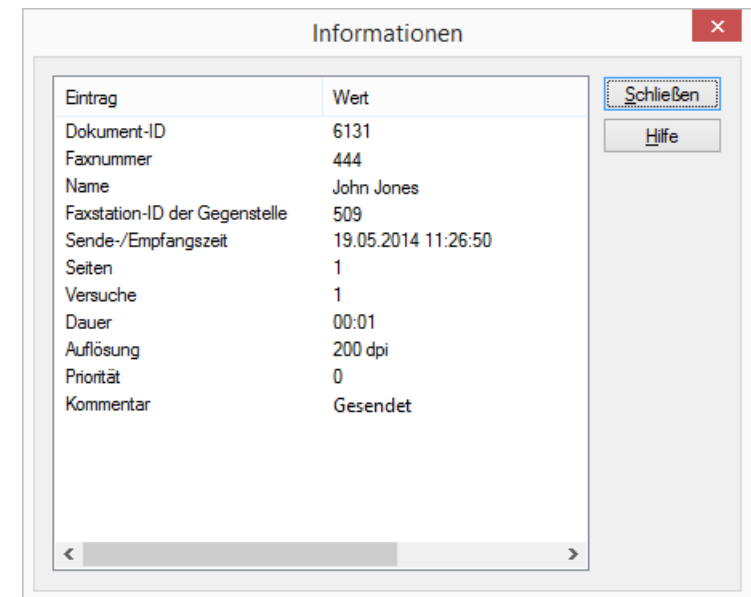 Informationen
Eintrag Wert
Dokument-ID 6131
Faxnummer 444
Name John Jones
Faxstation-ID der Gegenstelle 509
Sende-/Empfangszeit 19.05.2014 11:26:50
Seiten 1
Versuche 1
Dauer 00:01
Auflösung 200 dpi
Priorität 0
Kommentar Gesendet
Schließen
Hilfe